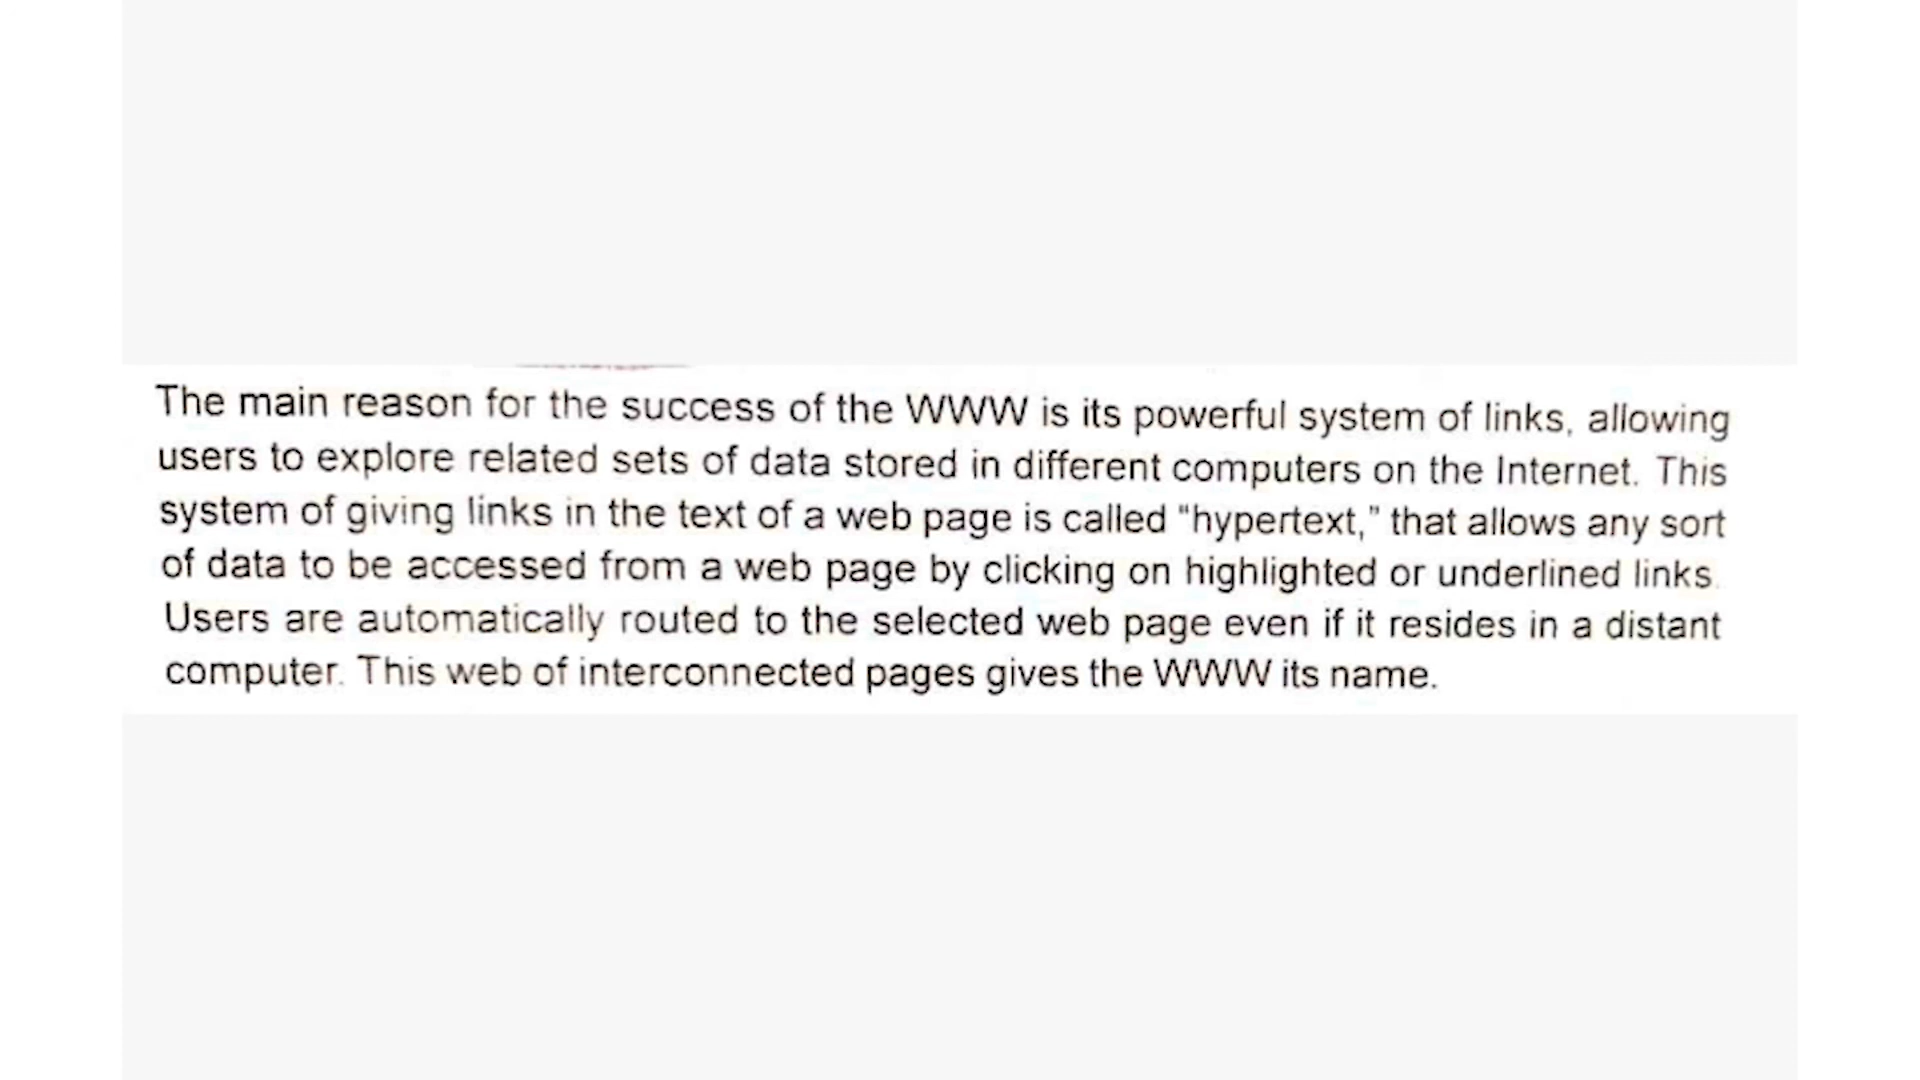 The main reason for the success of the WWW is its powerful system of links, allowing
users to explore related sets of data stored in different computers on the Internet. This
system of giving links in the text of a web page is called “hypertext,” that allows any sort
of data to be accessed from a web page by clicking on highlighted or underlined links.
Users are automatically routed to the selected web page even if it resides in a distant
computer. This web of interconnected pages gives the WWW its name.